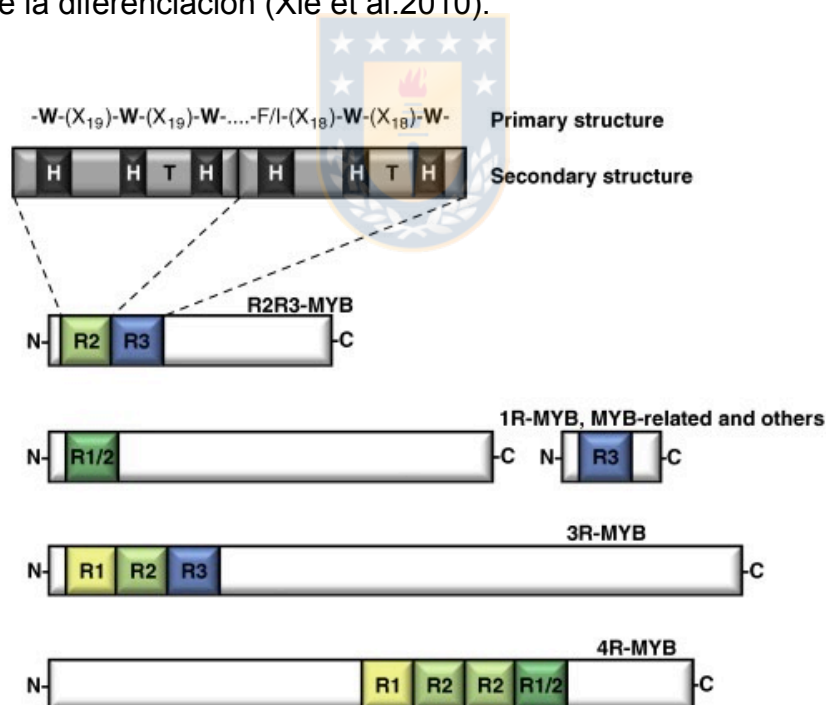 e la diferenciación (Xie et al.2010).
-W-(X19)-W-(X19)-W-....-F/I-(X18)-W-(X18)-W- Primary structure
H H T H H H T H Secondary structure
R2R3-MYB
N- R2 R3 -C
1R-MYB, MYB-related and others
N- R1/2 -C N- R3 -C
3R-MYB
N- R1 R2 R3 -C
4R-MYB
N- R1 R2 R2 R1/2 -C